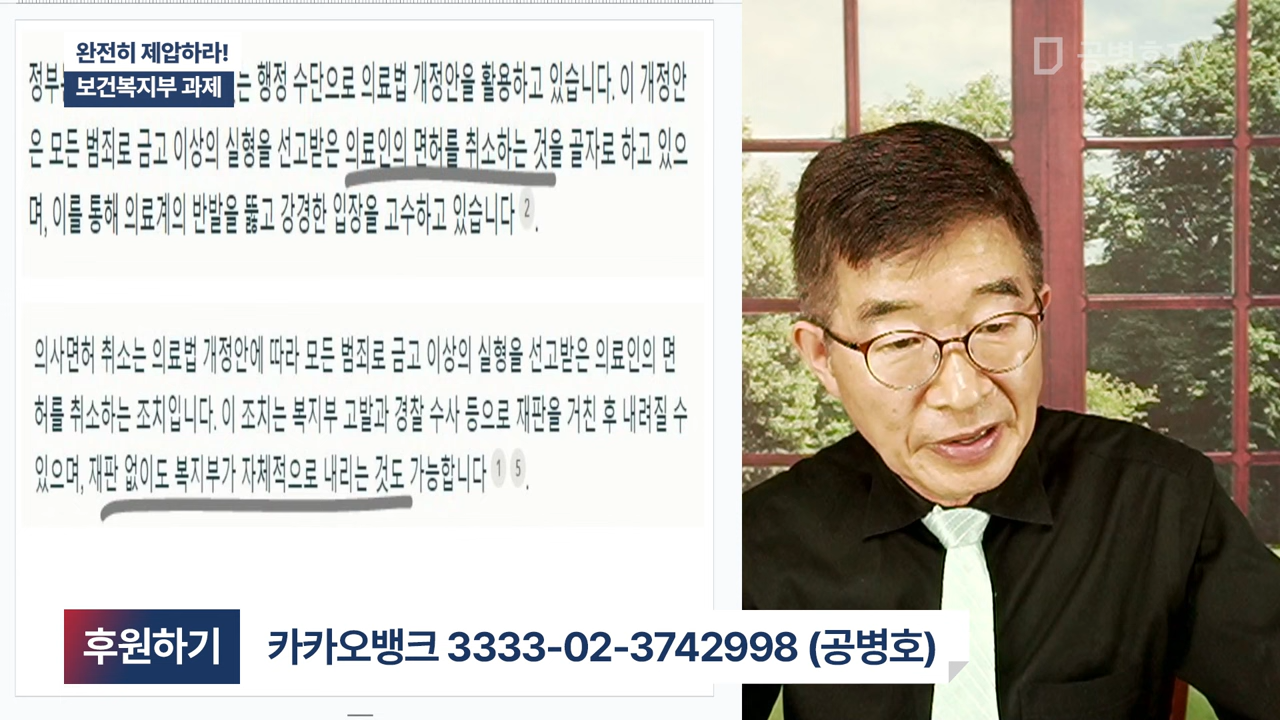 완전히 제압하라!
보건복지부 과제
정부는 행정 수단으로 의료법 개정안을 활용하고 있습니다. 이 개정안
은 모든 범죄로 금고 이상의 실형을 선고받은 의료인의 면허를 취소하는 것을 골자로 하고 있으
며, 이를 통해 의료계의 반발을 뚫고 강경한 입장을 고수하고 있습니다 2.
의사면허 취소는 의료법 개정안에 따라 모든 범죄로 금고 이상의 실형을 선고받은 의료인의 면
허를 취소하는 조치입니다. 이 조치는 복지부 고발과 경찰 수사 등으로 재판을 거친 후 내려질 수
있으며, 재판 없이도 복지부가 자체적으로 내리는 것도 가능합니다 1 5.
공병호TV
후원하기
카카오뱅크 3333-02-3742998 (공병호)